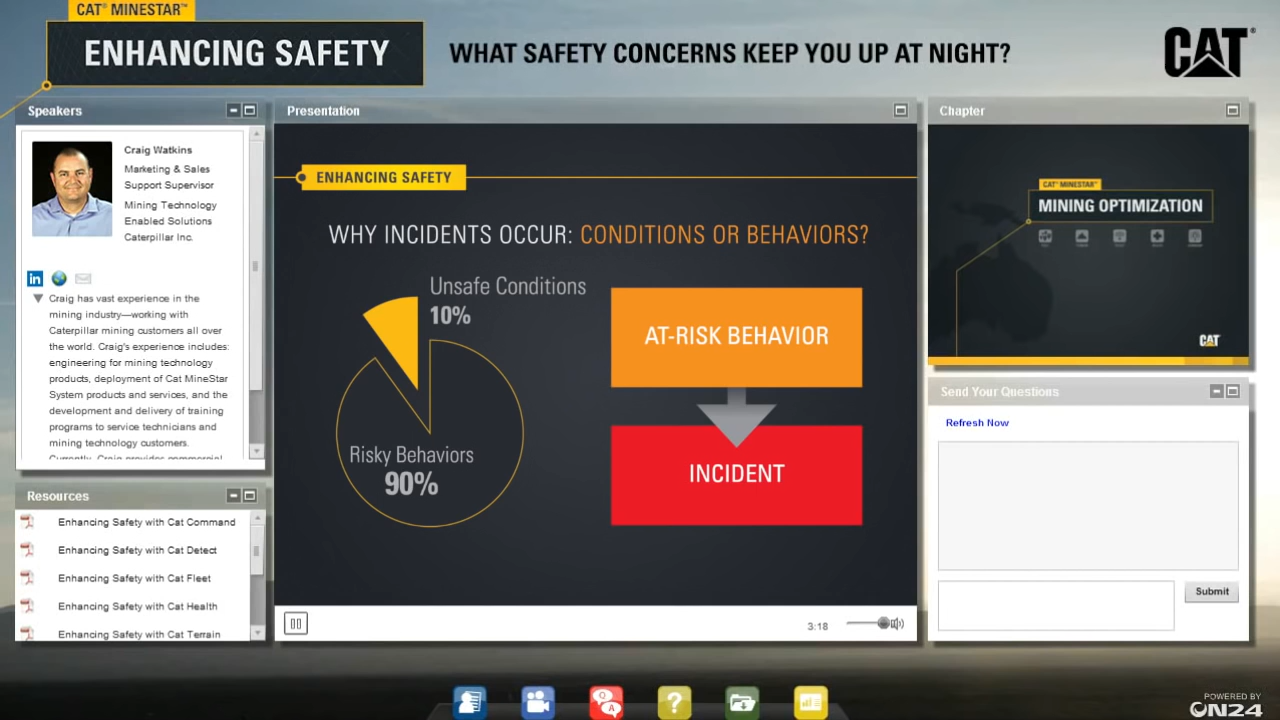 CAT® MINESTAR™
ENHANCING SAFETY
WHAT SAFETY CONCERNS KEEP YOU UP AT NIGHT?
CAT®
Speakers
Craig Watkins
Marketing & Sales
Support Supervisor
Mining Technology
Enabled Solutions
Caterpillar Inc.
in
Craig has vast experience in the
mining industry—working with
Caterpillar mining customers all over
the world. Craig's experience includes:
engineering for mining technology
products, deployment of Cat MineStar
System products and services, and the
development and delivery of training
programs to service technicians and
mining technology customers.
Currently, Craig provides commercial
Resources
Enhancing Safety with Cat Command
Enhancing Safety with Cat Detect
Enhancing Safety with Cat Fleet
Enhancing Safety with Cat Health
Enhancing Safety with Cat Terrain
Presentation
ENHANCING SAFETY
WHY INCIDENTS OCCUR: CONDITIONS OR BEHAVIORS?
Unsafe Conditions
10%
Risky Behaviors
90%
AT-RISK BEHAVIOR
INCIDENT
3:18
Chapter
CAT® MINESTAR™
MINING OPTIMIZATION
CAT
Send Your Questions
Refresh Now
Submit
Q
A
?
POWERED BY
ON24